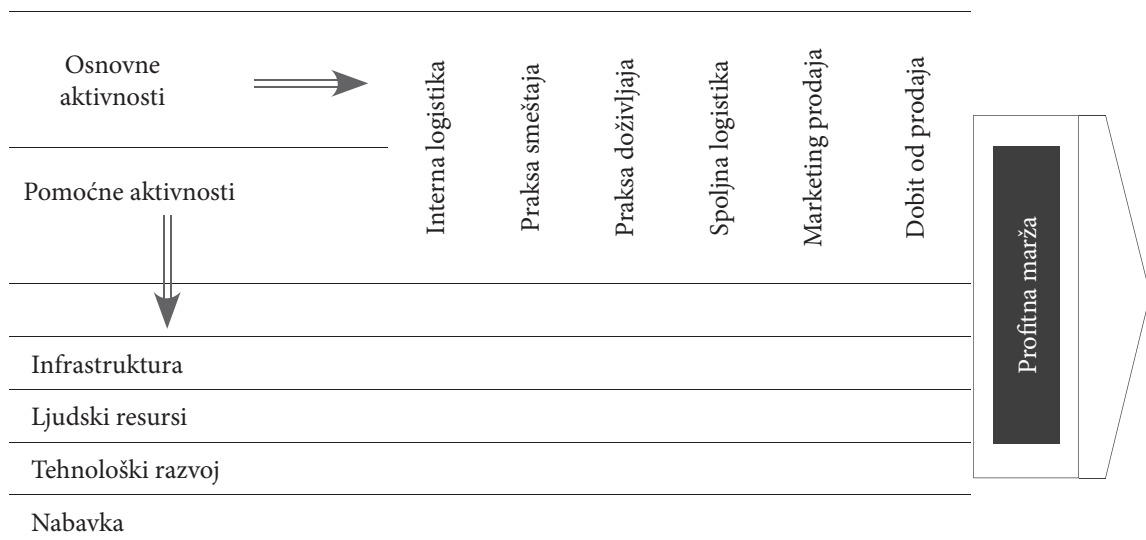 Osnovne
aktivnosti
Interna logistika
Praksa smeštaja
Praksa doživljaja
Spoljna logistika
Marketing prodaja
Dobit od prodaja
Pomoćne aktivnosti
Profitna marža
Infrastruktura
Ljudski resursi
Tehnološki razvoj
Nabavka